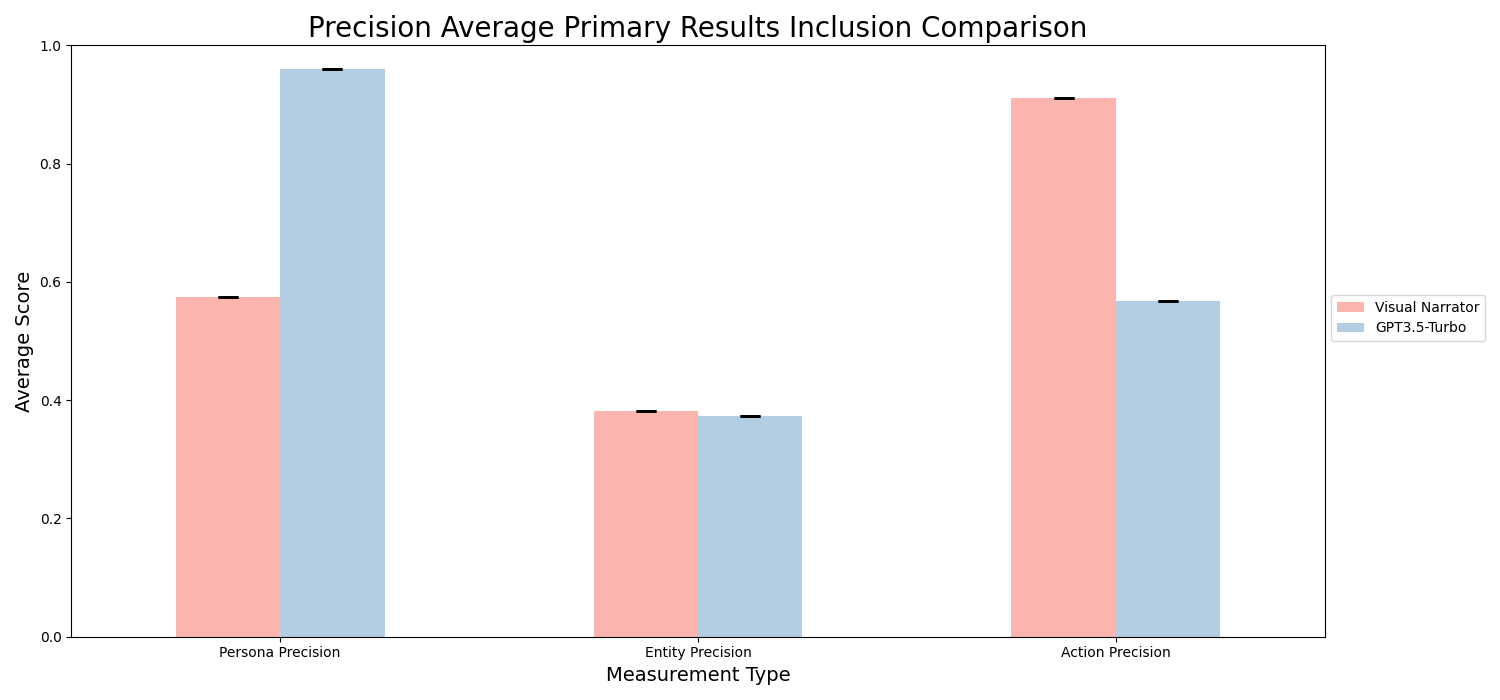 Precision Average Primary Results Inclusion Comparison
1.0
0.8
0.6
0.4
0.2
0.0
Average Score
Persona Precision
Entity Precision
Action Precision
Measurement Type
Visual Narrator
GPT3.5-Turbo